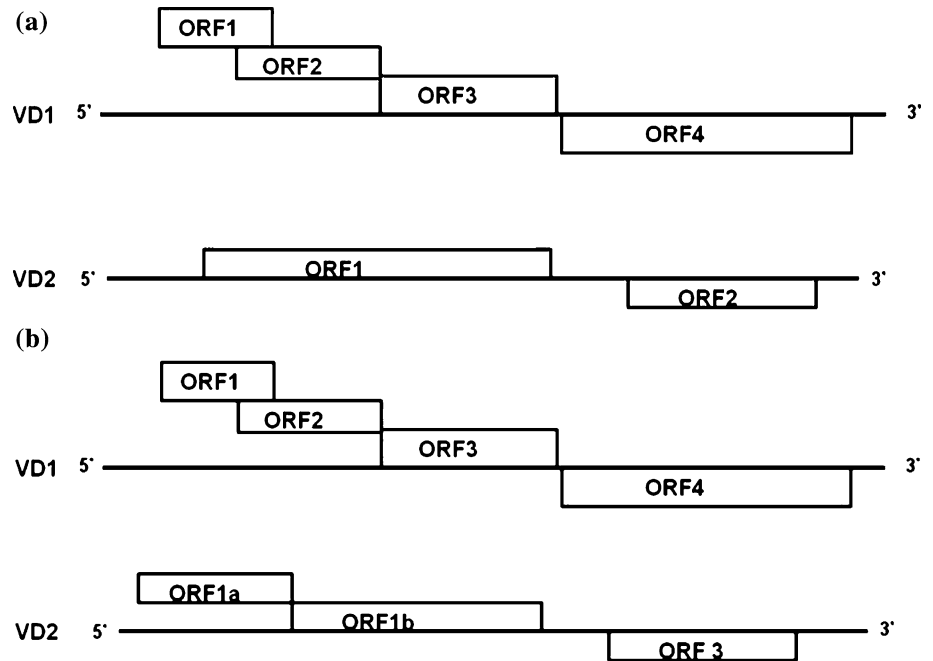 (a)
ORF1
ORF2
ORF3
VD1 5' 3'
ORF4
ORF1
VD2 5' 3'
ORF2
(b)
ORF1
ORF2
ORF3
VD1 5' 3'
ORF4
ORF1a
ORF1b
VD2 5' 3'
ORF 3